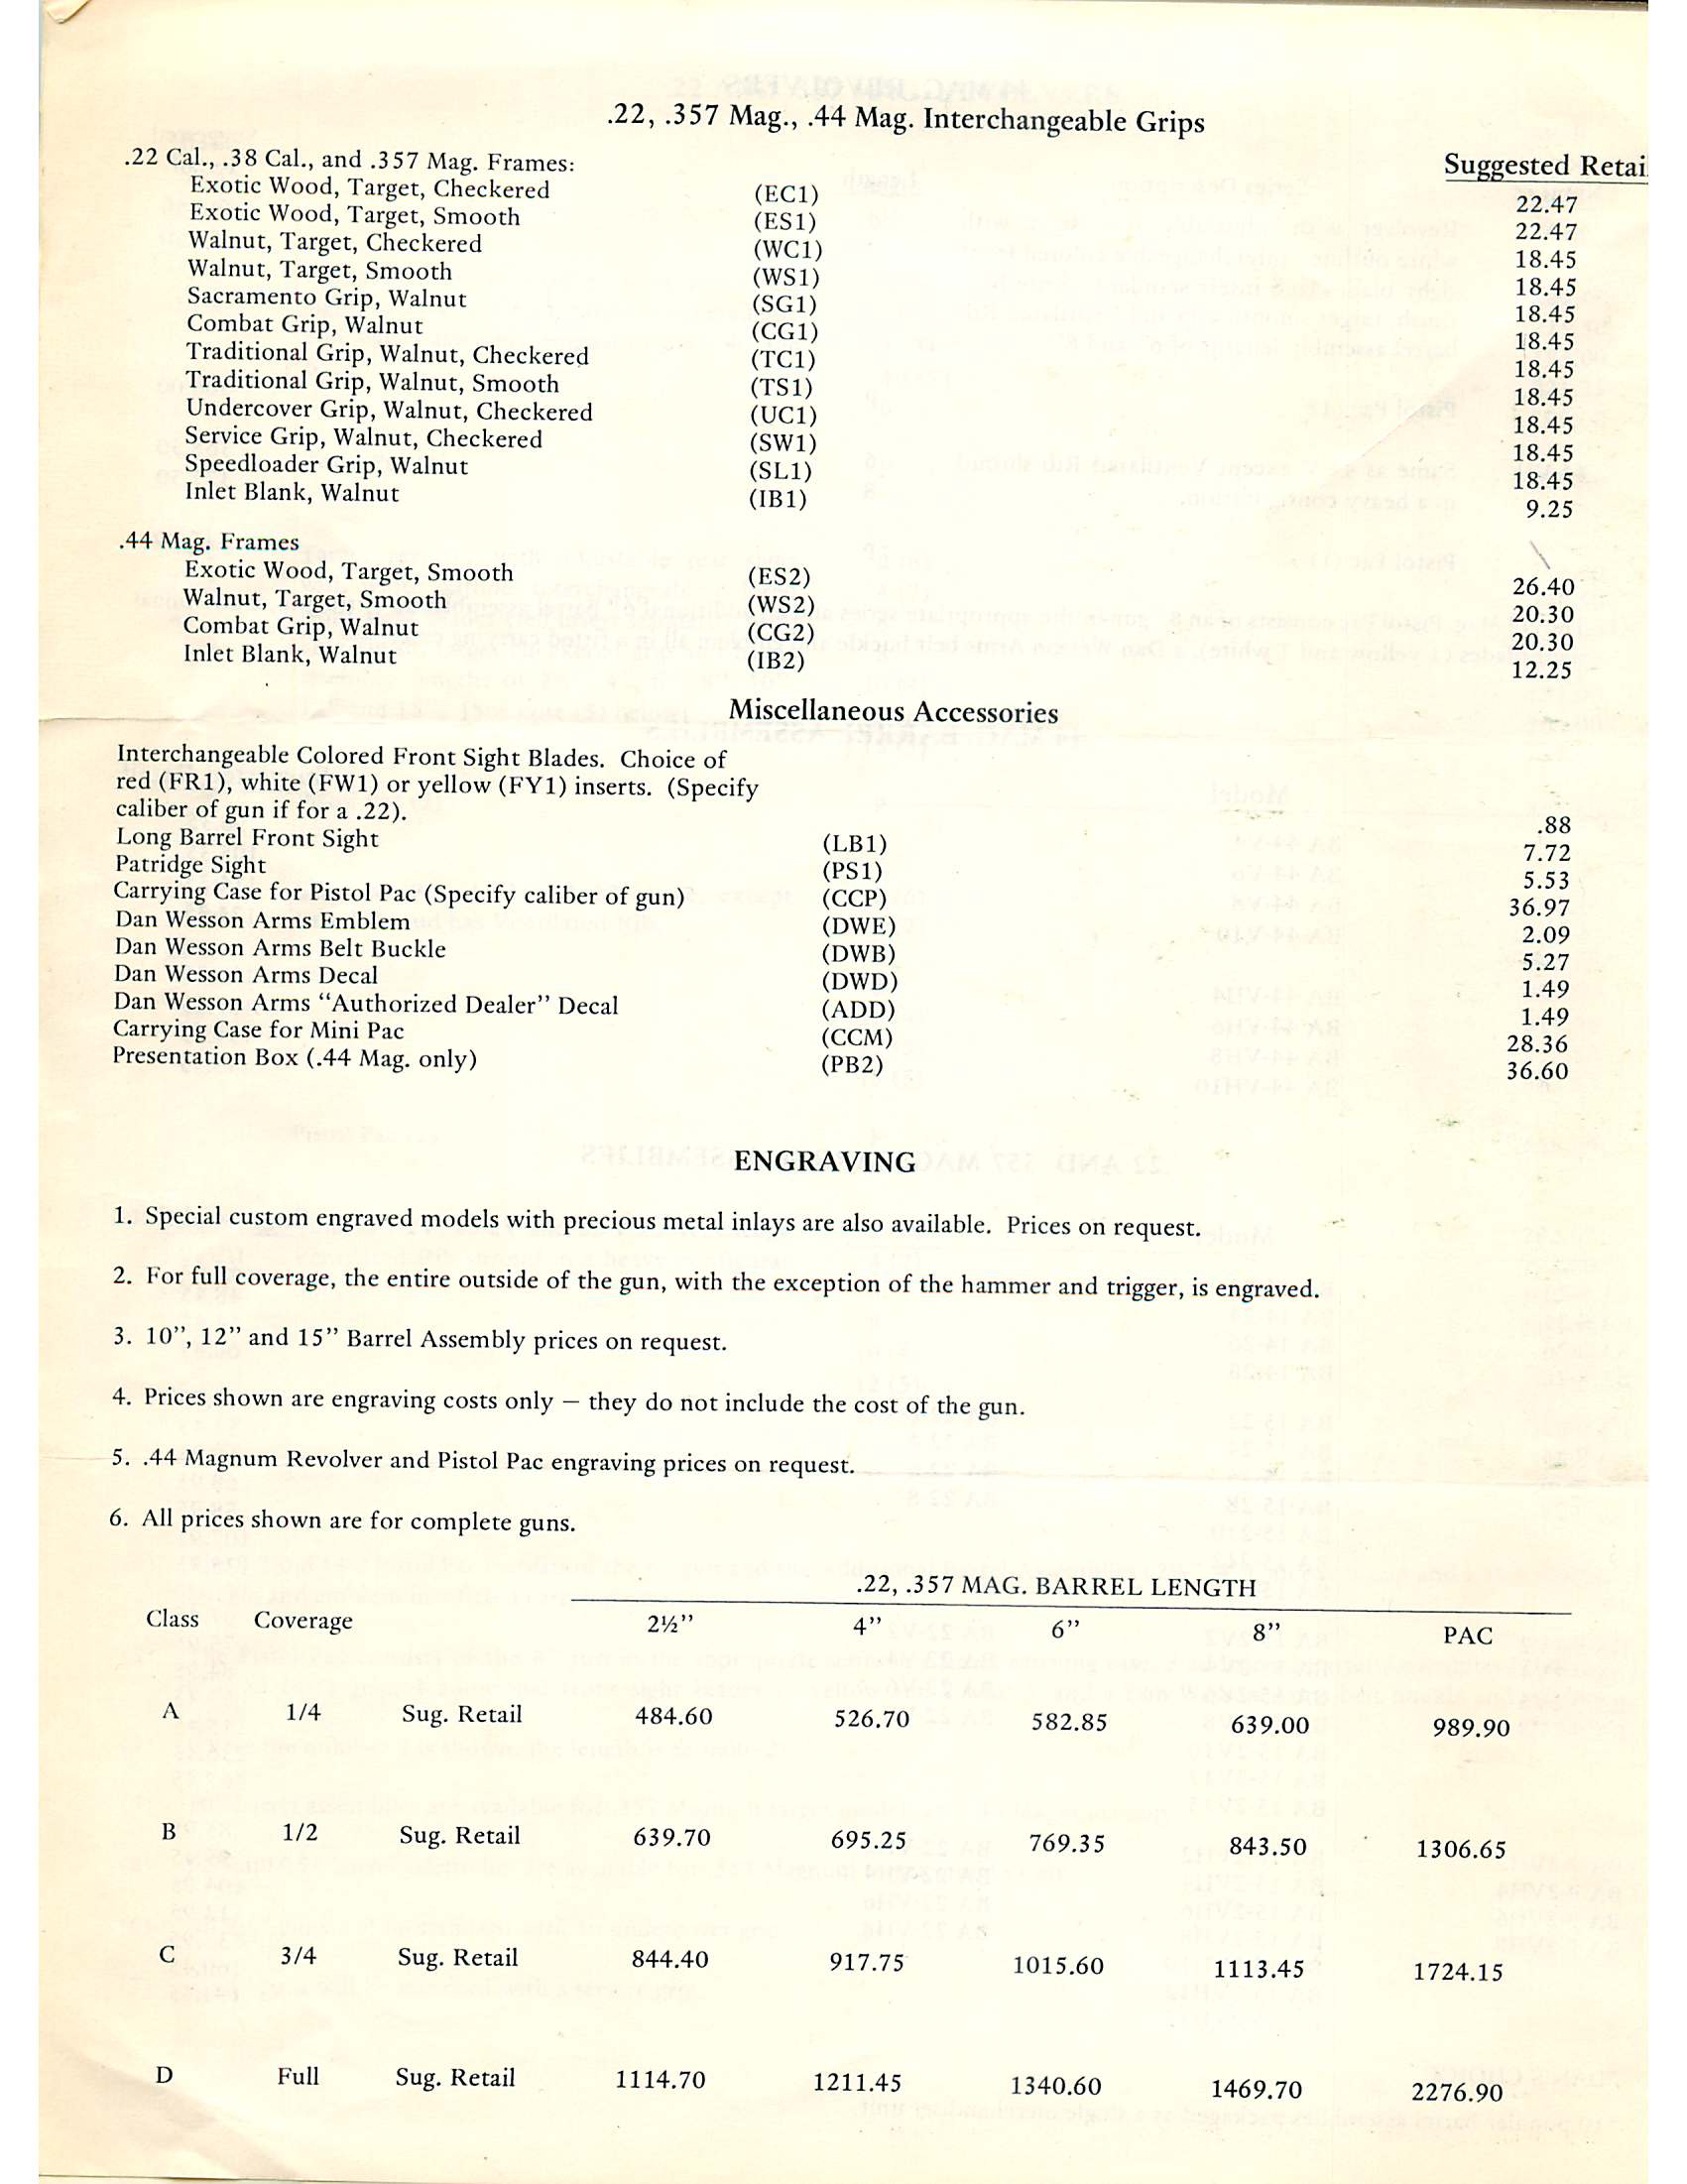 .22, .357 Mag., .44 Mag. Interchangeable Grips
Suggested Retai
.22 Cal., .38 Cal., and .357 Mag. Frames:
Exotic Wood, Target, Checkered (EC1) 22.47
Exotic Wood, Target, Smooth (ES1) 22.47
Walnut, Target, Checkered (WC1) 18.45
Walnut, Target, Smooth (WS1) 18.45
Sacramento Grip, Walnut (SG1) 18.45
Combat Grip, Walnut (CG1) 18.45
Traditional Grip, Walnut, Checkered (TC1) 18.45
Traditional Grip, Walnut, Smooth (TS1) 18.45
Undercover Grip, Walnut, Checkered (UC1) 18.45
Service Grip, Walnut, Checkered (SW1) 18.45
Speedloader Grip, Walnut (SL1) 18.45
Inlet Blank, Walnut (IB1) 9.25
.44 Mag. Frames
Exotic Wood, Target, Smooth (ES2) 26.40
Walnut, Target, Smooth (WS2) 20.30
Combat Grip, Walnut (CG2) 20.30
Inlet Blank, Walnut (IB2) 12.25
Miscellaneous Accessories
Interchangeable Colored Front Sight Blades. Choice of
red (FR1), white (FW1) or yellow (FY1) inserts. (Specify
caliber of gun if for a .22). .88
Long Barrel Front Sight (LB1) 7.72
Patridge Sight (PS1) 5.53
Carrying Case for Pistol Pac (Specify caliber of gun) (CCP) 36.97
Dan Wesson Arms Emblem (DWE) 2.09
Dan Wesson Arms Belt Buckle (DWB) 5.27
Dan Wesson Arms Decal (DWD) 1.49
Dan Wesson Arms “Authorized Dealer” Decal (ADD) 1.49
Carrying Case for Mini Pac (CCM) 28.36
Presentation Box (.44 Mag. only) (PB2) 36.60
ENGRAVING
1. Special custom engraved models with precious metal inlays are also available. Prices on request.
2. For full coverage, the entire outside of the gun, with the exception of the hammer and trigger, is engraved.
3. 10”, 12” and 15” Barrel Assembly prices on request.
4. Prices shown are engraving costs only — they do not include the cost of the gun.
5. .44 Magnum Revolver and Pistol Pac engraving prices on request.
6. All prices shown are for complete guns.
.22, .357 MAG. BARREL LENGTH
Class Coverage 2½” 4” 6” 8” PAC
A 1/4 Sug. Retail 484.60 526.70 582.85 639.00 989.90
B 1/2 Sug. Retail 639.70 695.25 769.35 843.50 1306.65
C 3/4 Sug. Retail 844.40 917.75 1015.60 1113.45 1724.15
D Full Sug. Retail 1114.70 1211.45 1340.60 1469.70 2276.90